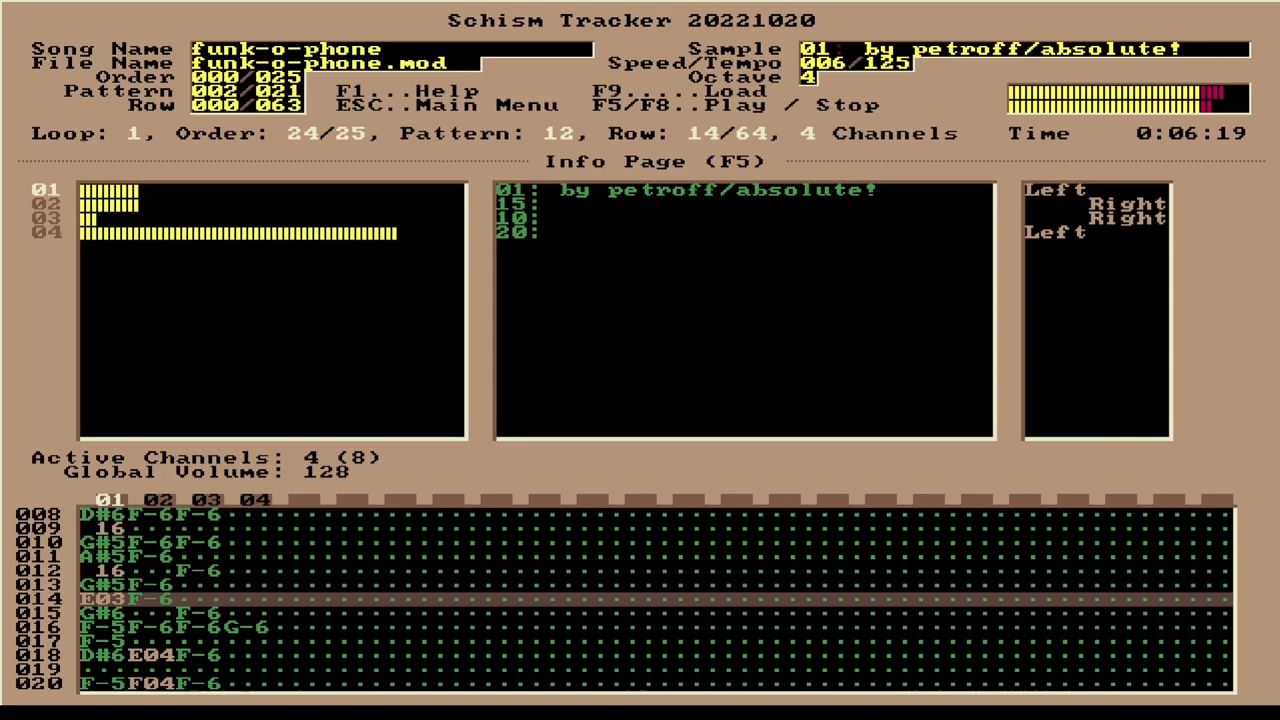 Schism Tracker 20221020
Song Name funk-o-phone Sample 01: by petroff/absolute!
File Name funk-o-phone.mod Speed/Tempo 006/125
Order 000/025 Octave 4
Pattern 002/021 F1...Help F9.....Load
Row 000/063 ESC..Main Menu F5/F8..Play / Stop
Loop: 1, Order: 24/25, Pattern: 12, Row: 14/64, 4 Channels Time 0:06:19
Info Page (F5)
01 01: by petroff/absolute! Left
02 15: Right
03 10: Right
04 20: Left
Active Channels: 4 (8)
Global Volume: 128
01 02 03 04
008 D#6F-6F-6
009 16
010 G#5F-6F-6
011 A#5F-6
012 16...F-6
013 G#5F-6
014 E03F-6
015 G#6...F-6
016 F-5F-6F-6G-6
017 F-5
018 D#6E04F-6
019
020 F-5F04F-6